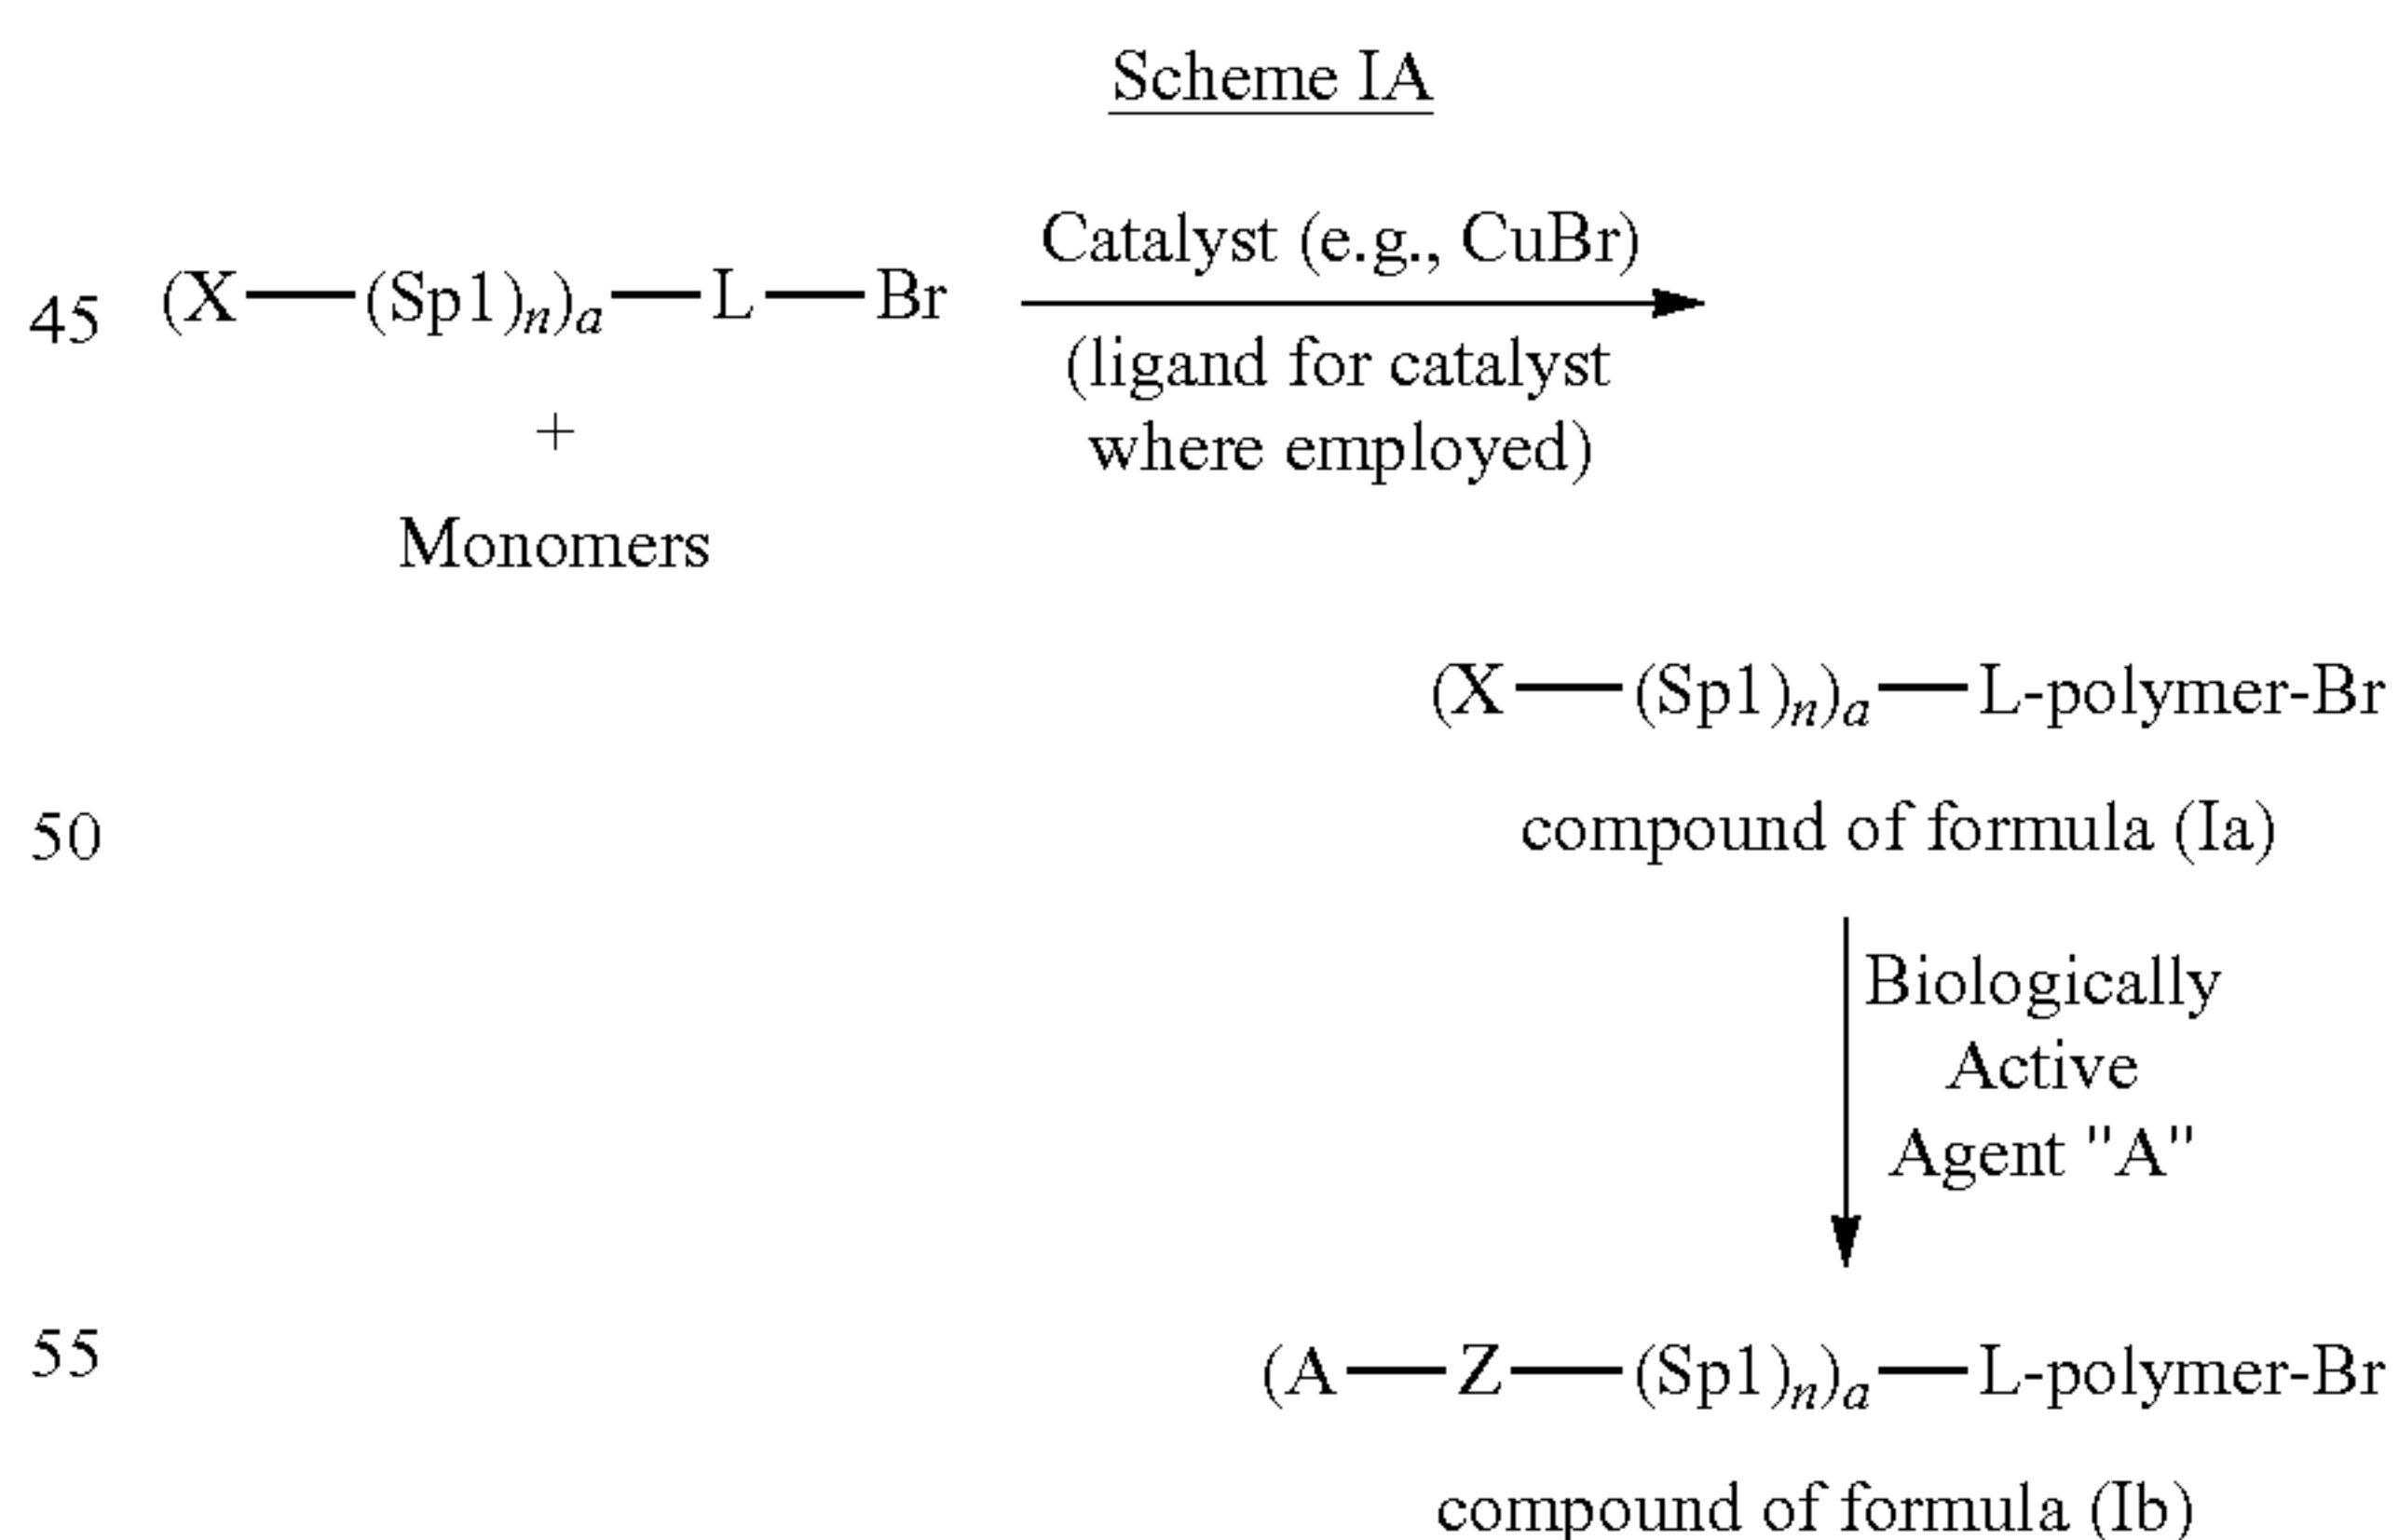 Scheme IA
Catalyst (e.g., CuBr)
45 (X—(Sp1)n)a—L—Br
(ligand for catalyst
where employed)
+
Monomers
(X—(Sp1)n)a—L-polymer-Br
50 compound of formula (Ia)
Biologically
Active
Agent "A"
55 (A—Z—(Sp1)n)a—L-polymer-Br
compound of formula (Ib)